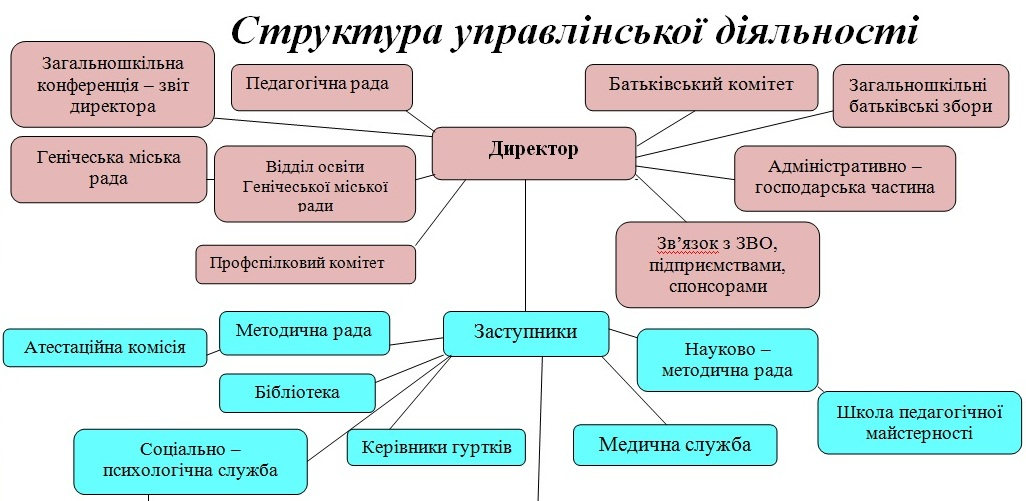 Структура управлінської діяльності
Загальношкільна
конференція – звіт
директора
Педагогічна рада
Батьківський комітет
Загальношкільні
батьківські збори
Генічеська міська
рада
Відділ освіти
Генічеської міської
ради
Директор
Адміністративно –
господарська частина
Профспілковий комітет
Зв’язок з ЗВО,
підприємствами,
спонсорами
Атестаційна комісія
Методична рада
Заступники
Науково –
методична рада
Бібліотека
Школа педагогічної
майстерності
Соціально –
психологічна служба
Керівники гуртків
Медична служба